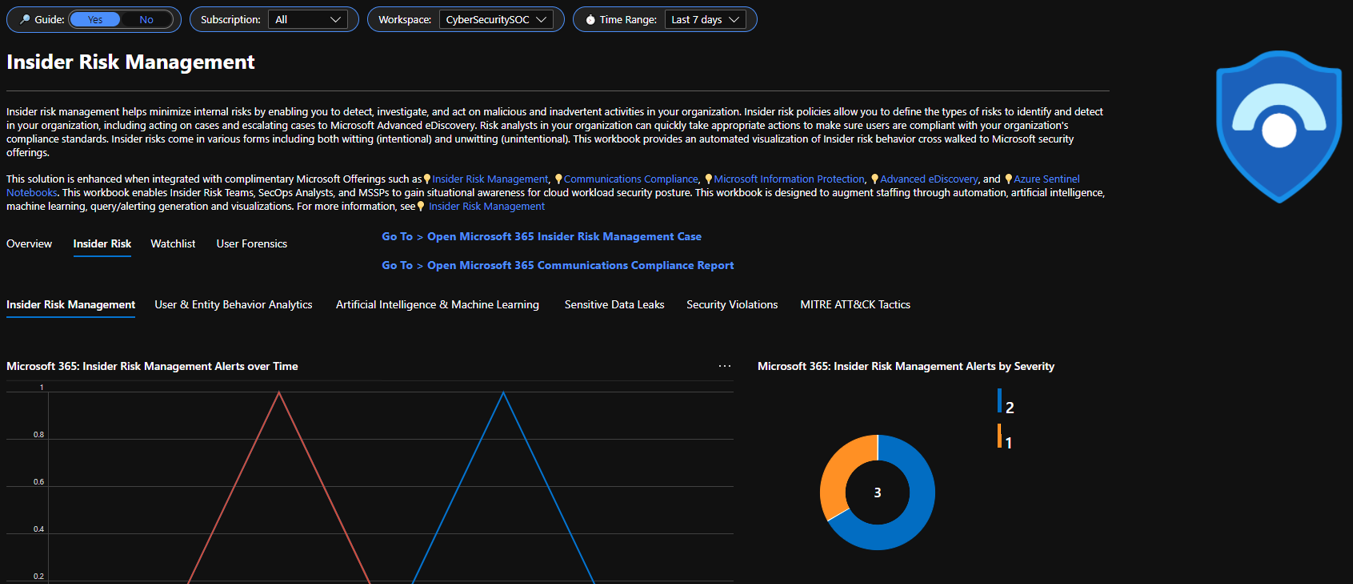 Guide: Yes No Subscription: All Workspace: CyberSecuritySOC Time Range: Last 7 days
Insider Risk Management
Insider risk management helps minimize internal risks by enabling you to detect, investigate, and act on malicious and inadvertent activities in your organization. Insider risk policies allow you to define the types of risks to identify and detect
in your organization, including acting on cases and escalating cases to Microsoft Advanced eDiscovery. Risk analysts in your organization can quickly take appropriate actions to make sure users are compliant with your organization's
compliance standards. Insider risks come in various forms including both witting (intentional) and unwitting (unintentional). This workbook provides an automated visualization of Insider risk behavior cross walked to Microsoft security
offerings.
This solution is enhanced when integrated with complimentary Microsoft Offerings such as Insider Risk Management, Communications Compliance, Microsoft Information Protection, Advanced eDiscovery, and Azure Sentinel
Notebooks. This workbook enables Insider Risk Teams, SecOps Analysts, and MSSPs to gain situational awareness for cloud workload security posture. This workbook is designed to augment staffing through automation, artificial intelligence,
machine learning, query/alerting generation and visualizations. For more information, see Insider Risk Management
Overview Insider Risk Watchlist User Forensics
Go To > Open Microsoft 365 Insider Risk Management Case
Go To > Open Microsoft 365 Communications Compliance Report
Insider Risk Management User & Entity Behavior Analytics Artificial Intelligence & Machine Learning Sensitive Data Leaks Security Violations MITRE ATT&CK Tactics
Microsoft 365: Insider Risk Management Alerts over Time
1
0.8
0.6
0.4
0.2
Microsoft 365: Insider Risk Management Alerts by Severity
2
1
3